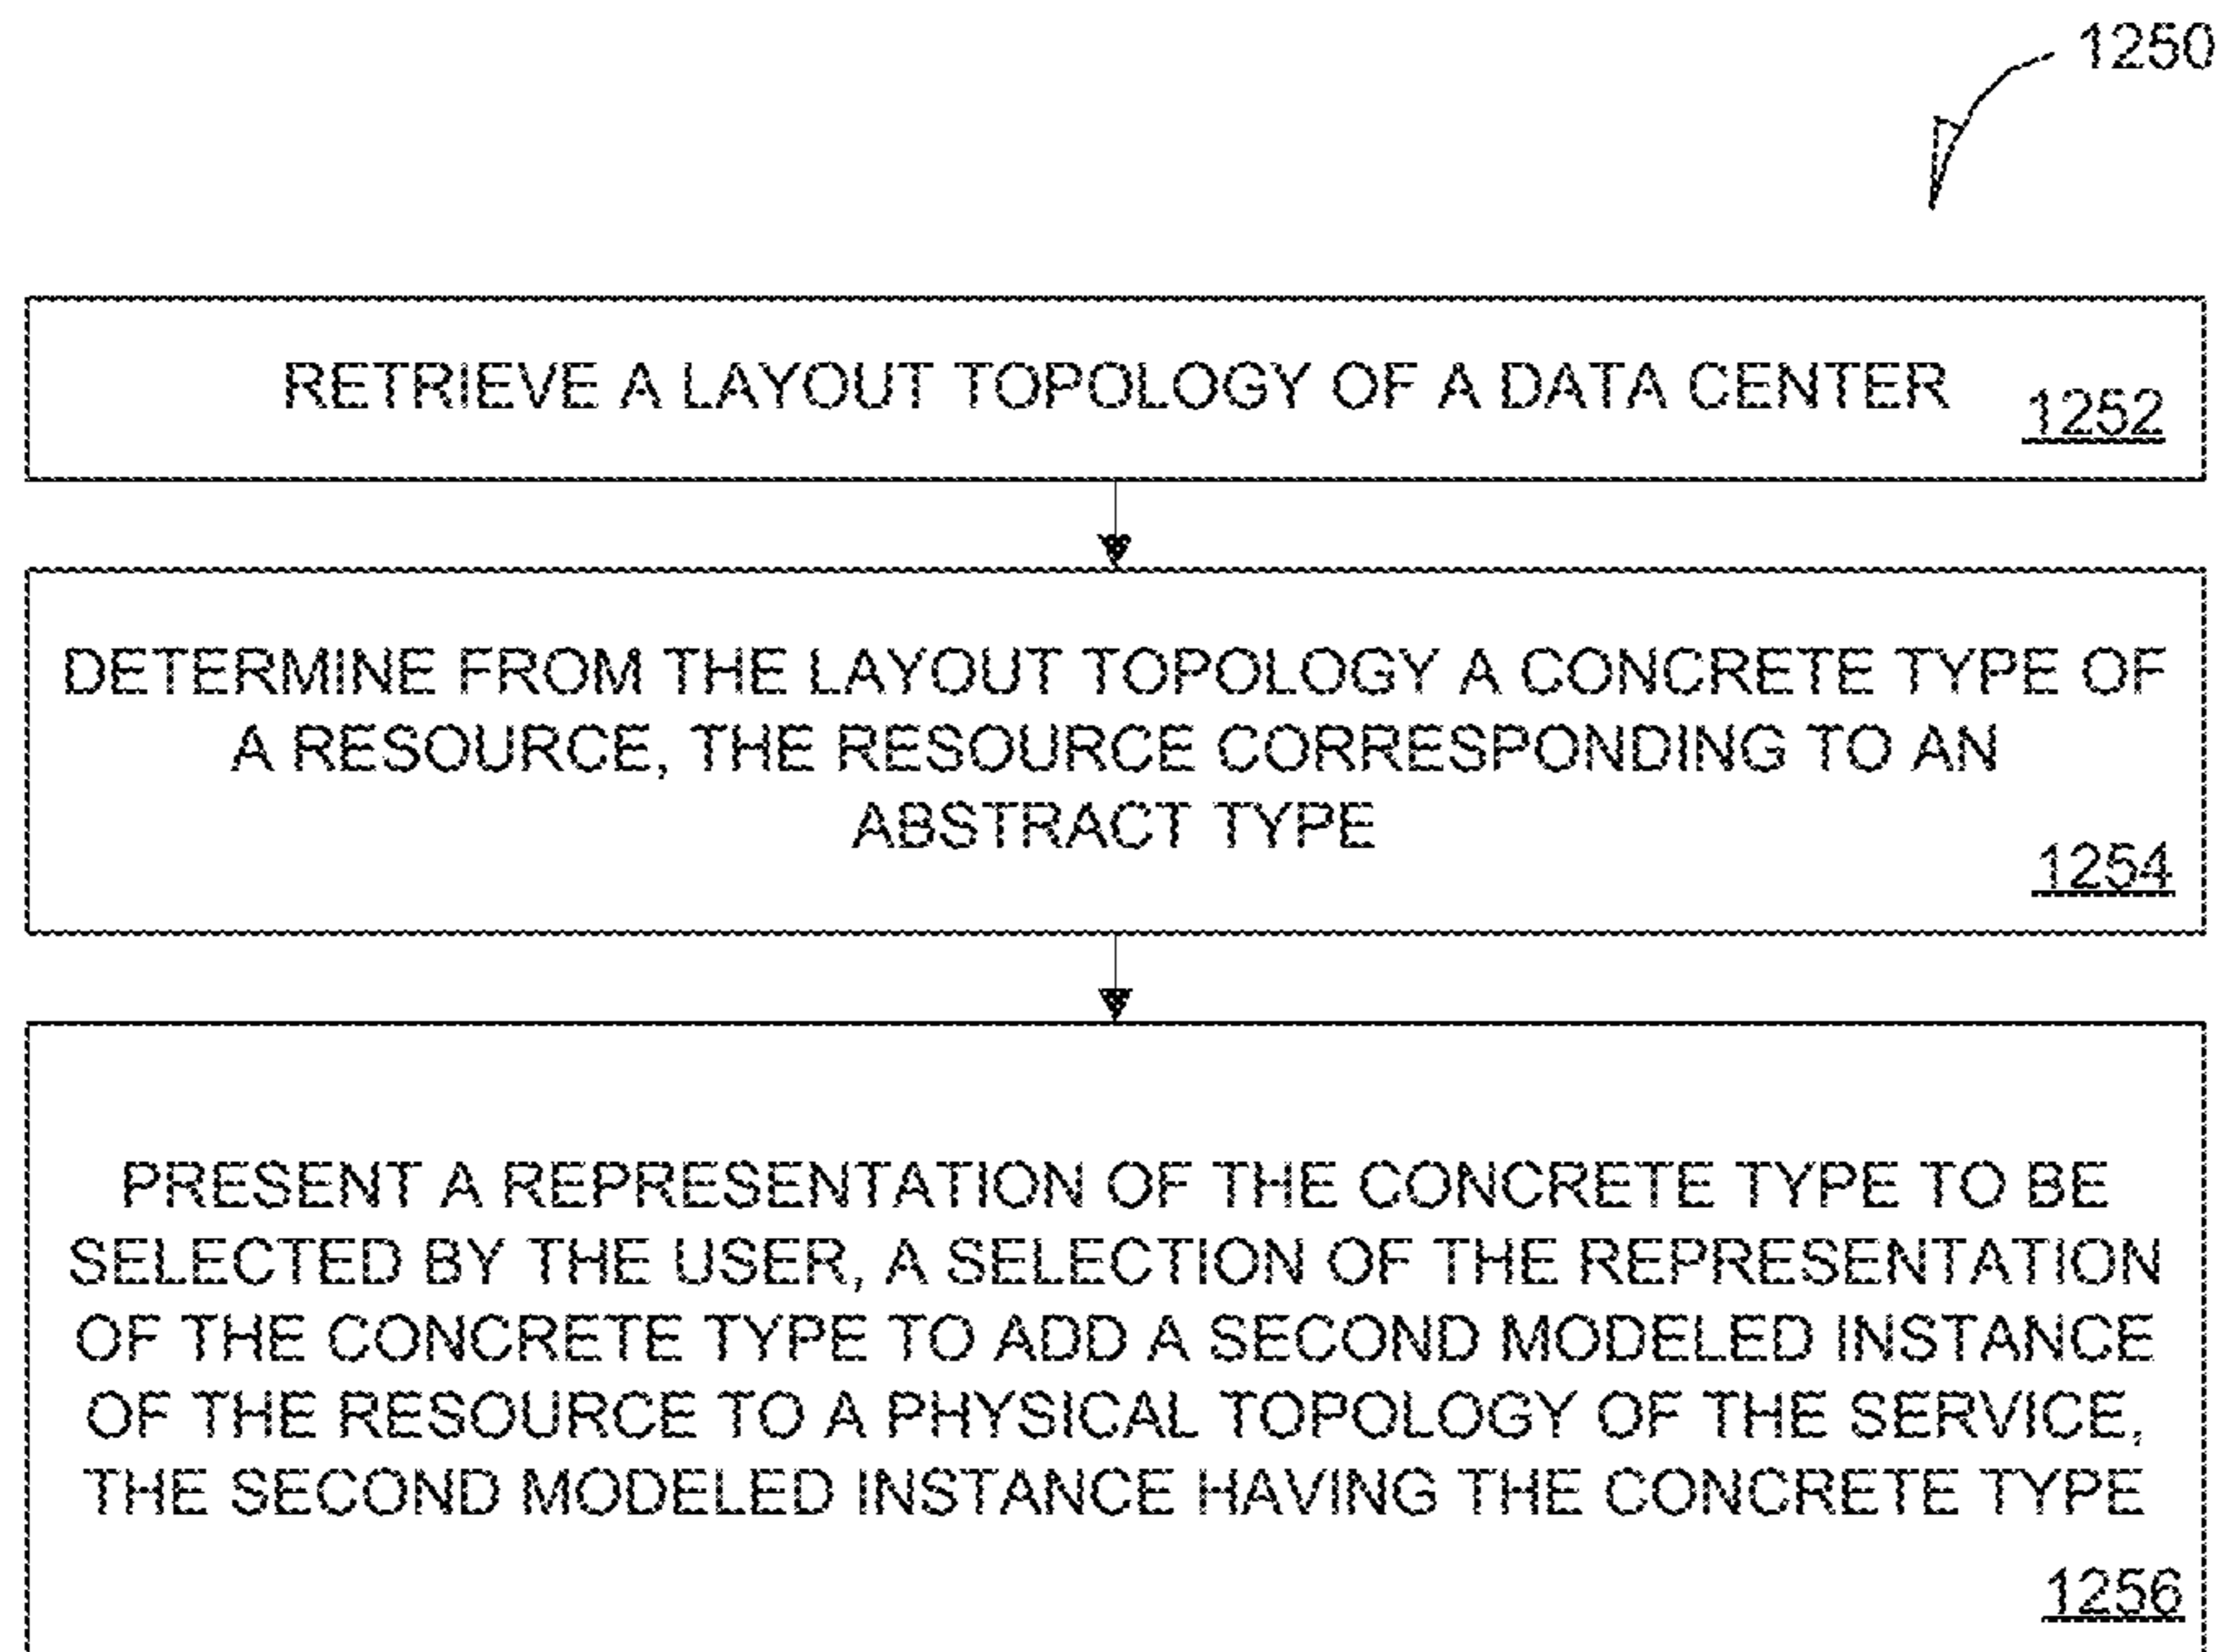 1250
RETRIEVE A LAYOUT TOPOLOGY OF A DATA CENTER
1252
DETERMINE FROM THE LAYOUT TOPOLOGY A CONCRETE TYPE OF
A RESOURCE, THE RESOURCE CORRESPONDING TO AN
ABSTRACT TYPE
1254
PRESENT A REPRESENTATION OF THE CONCRETE TYPE TO BE
SELECTED BY THE USER, A SELECTION OF THE REPRESENTATION
OF THE CONCRETE TYPE TO ADD A SECOND MODELED INSTANCE
OF THE RESOURCE TO A PHYSICAL TOPOLOGY OF THE SERVICE,
THE SECOND MODELED INSTANCE HAVING THE CONCRETE TYPE
1256